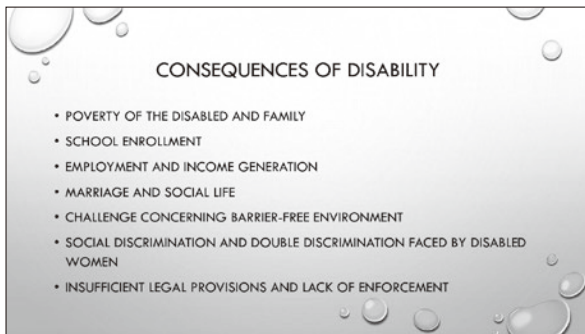 CONSEQUENCES OF DISABILITY
• POVERTY OF THE DISABLED AND FAMILY
• SCHOOL ENROLLMENT
• EMPLOYMENT AND INCOME GENERATION
• MARRIAGE AND SOCIAL LIFE
• CHALLENGE CONCERNING BARRIER-FREE ENVIRONMENT
• SOCIAL DISCRIMINATION AND DOUBLE DISCRIMINATION FACED BY DISABLED
WOMEN
• INSUFFICIENT LEGAL PROVISIONS AND LACK OF ENFORCEMENT